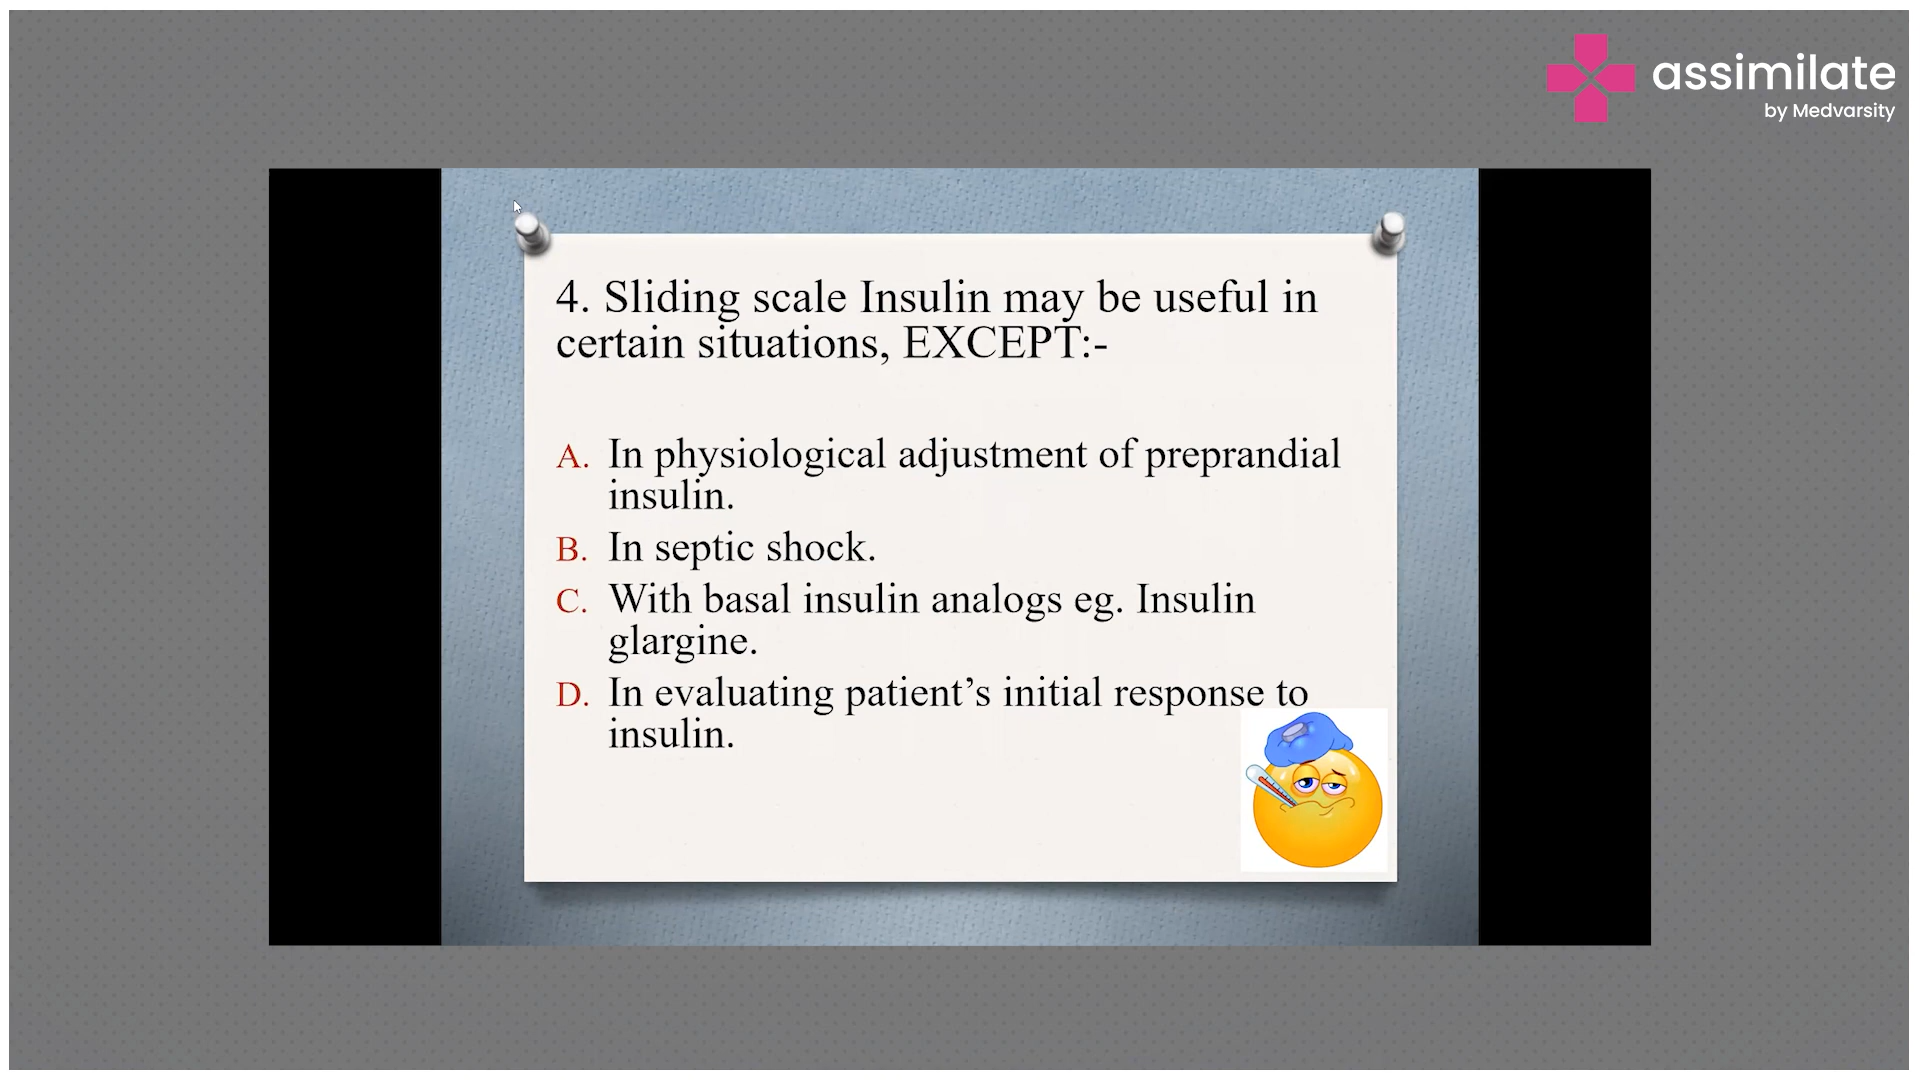 assimilate
by Medvarsity
4. Sliding scale Insulin may be useful in
certain situations, EXCEPT:-
A. In physiological adjustment of preprandial
insulin.
B. In septic shock.
C. With basal insulin analogs eg. Insulin
glargine.
D. In evaluating patient’s initial response to
insulin.